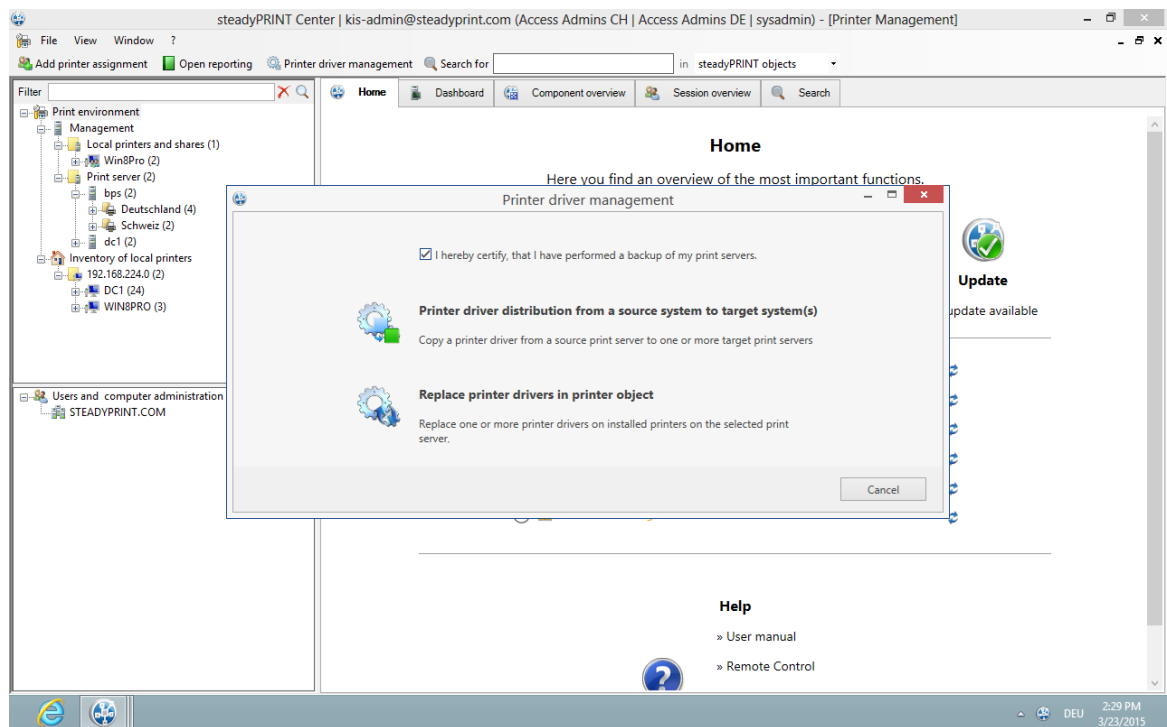 steadyPRINT Center | kis-admin@steadyprint.com (Access Admins CH | Access Admins DE | sysadmin) - [Printer Management]
File View Window ?
Add printer assignment Open reporting Printer driver management Search for in steadyPRINT objects
Filter
Home Dashboard Component overview Session overview Search
Print environment
Management
Local printers and shares (1)
Win8Pro (2)
Print server (2)
bps (2)
Deutschland (4)
Schweiz (2)
dc1 (2)
Inventory of local printers
192.168.224.0 (2)
DC1 (24)
WIN8PRO (3)
Users and computer administration
STEADYPRINT.COM
Home
Here you find an overview of the most important functions.
Update
update available
Printer driver management
I hereby certify, that I have performed a backup of my print servers.
Printer driver distribution from a source system to target system(s)
Copy a printer driver from a source print server to one or more target print servers
Replace printer drivers in printer object
Replace one or more printer drivers on installed printers on the selected print
server.
Cancel
Help
» User manual
» Remote Control
DEU
2:29 PM
3/23/2015